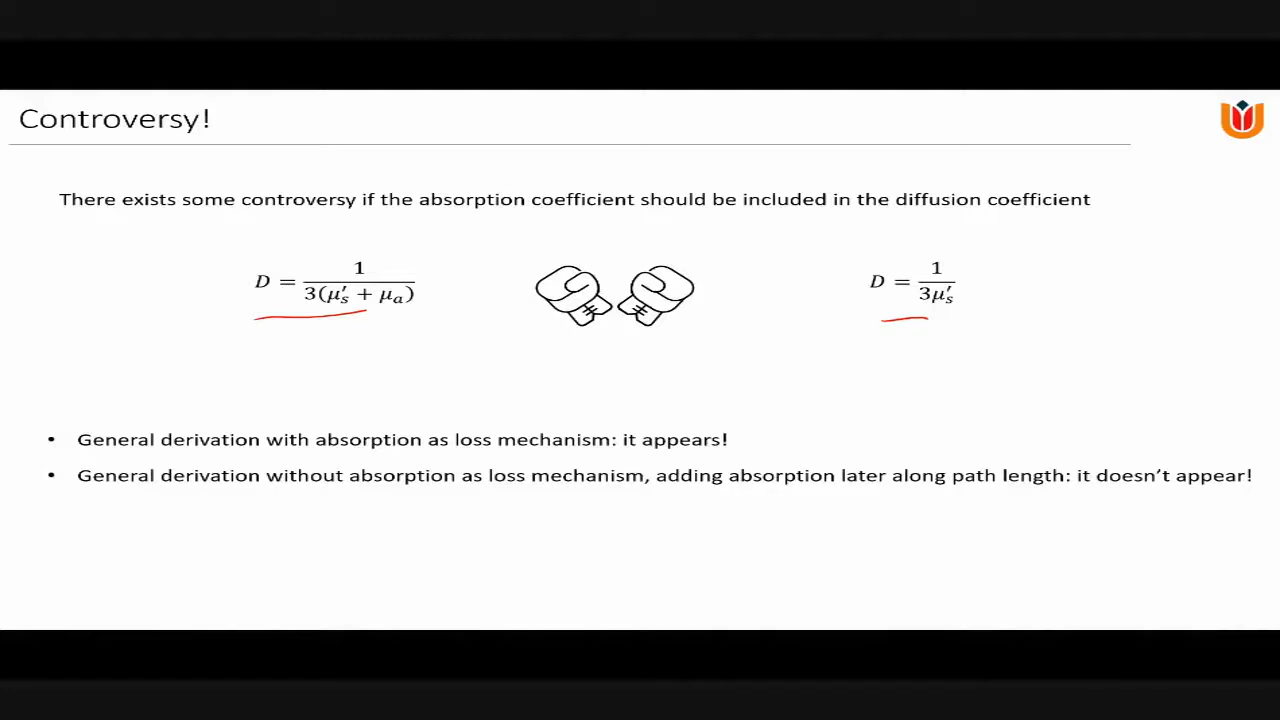 Controversy!
There exists some controversy if the absorption coefficient should be included in the diffusion coefficient
D = 1 / 3(μ′ₛ + μₐ)
D = 1 / 3μ′ₛ
• General derivation with absorption as loss mechanism: it appears!
• General derivation without absorption as loss mechanism, adding absorption later along path length: it doesn’t appear!